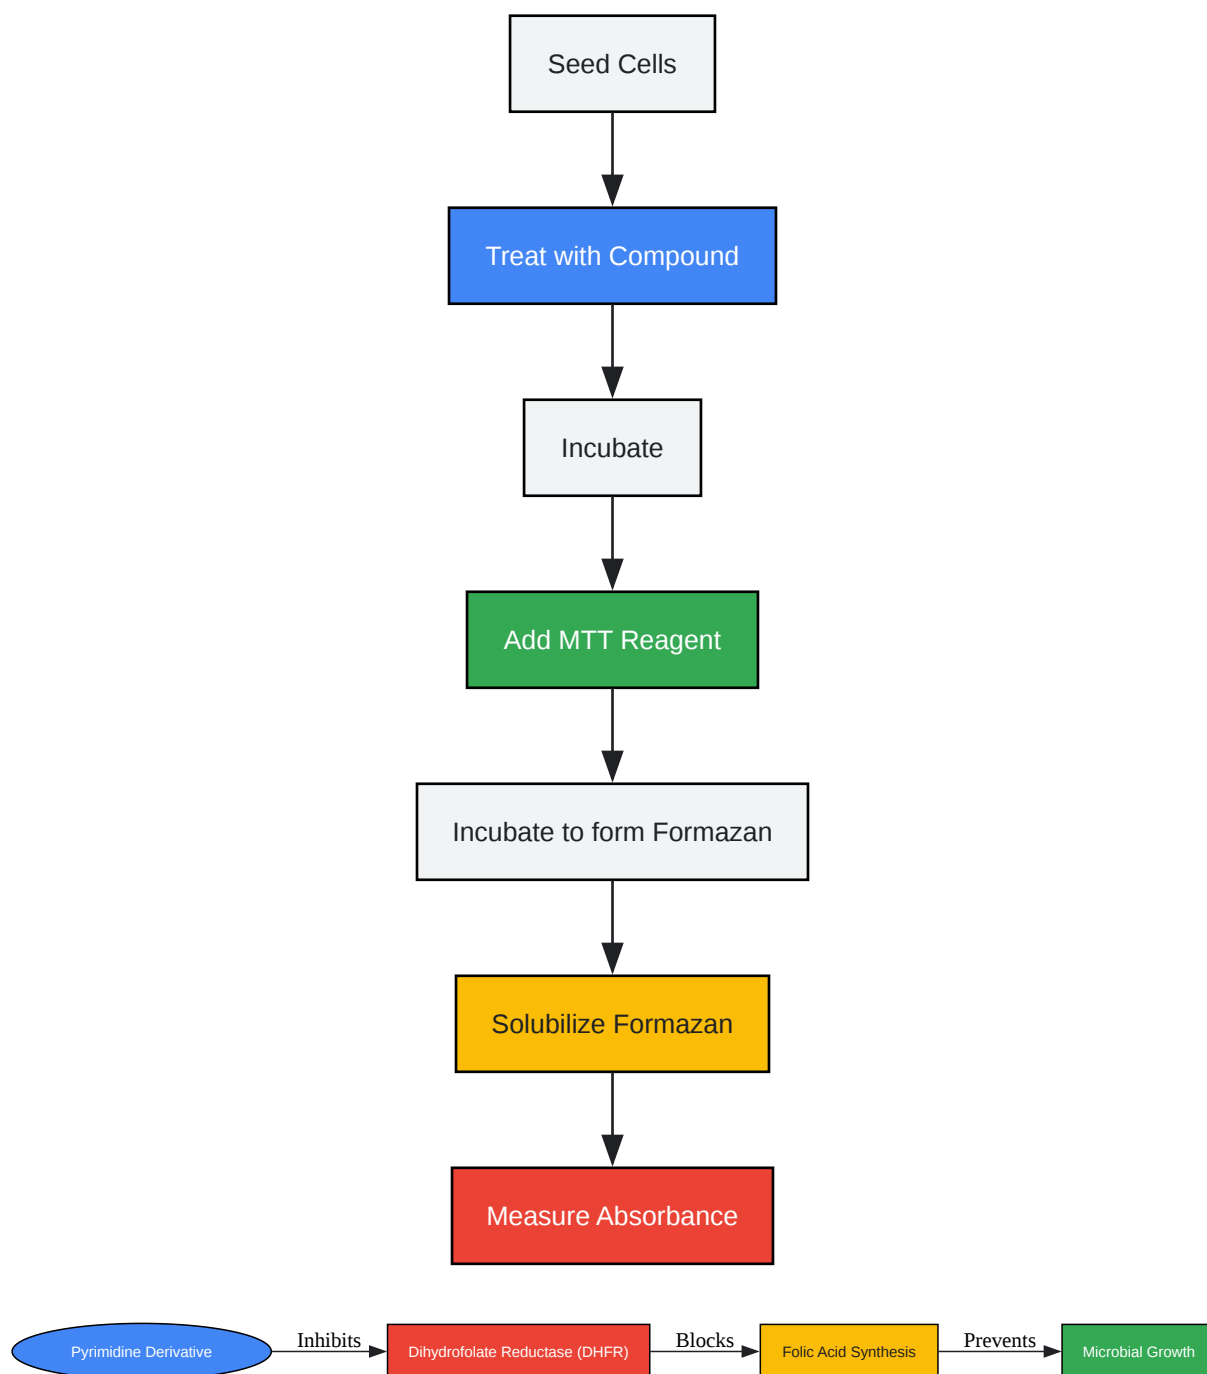 Seed Cells
Treat with Compound
Incubate
Add MTT Reagent
Incubate to form Formazan
Solubilize Formazan
Measure Absorbance
Pyrimidine Derivative
Inhibits
Dihydrofolate Reductase (DHFR)
Blocks
Folic Acid Synthesis
Prevents
Microbial Growth